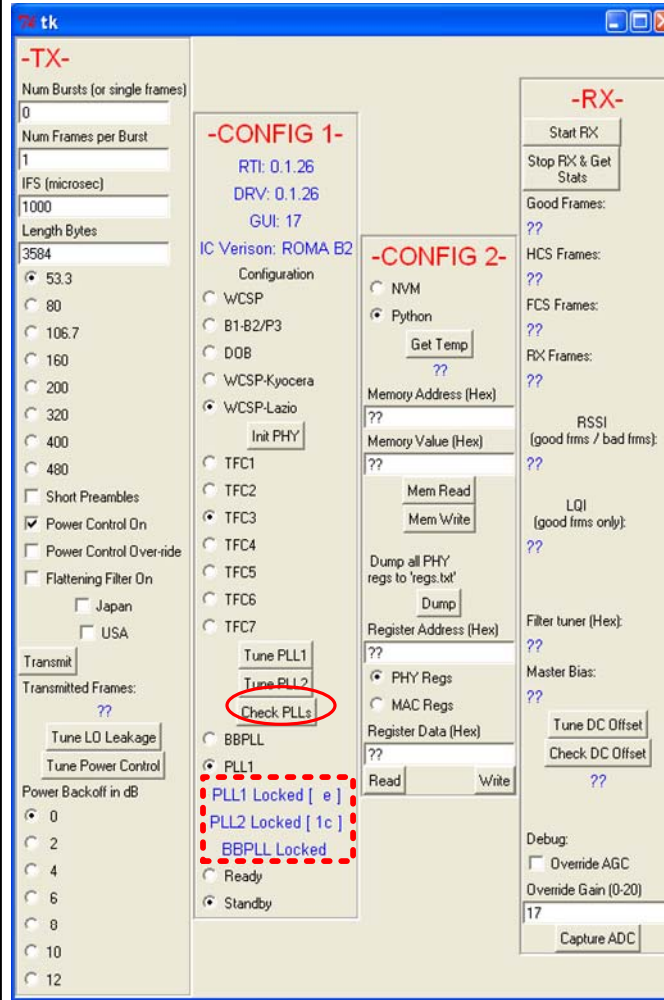 tk
-TX-
Num Bursts (or single frames)
0
Num Frames per Burst
1
IFS (microsec)
1000
Length Bytes
3584
53.3
80
106.7
160
200
320
400
480
Short Preambles
Power Control On
Power Control Over-ride
Flattening Filter On
Japan
USA
Transmit
Transmitted Frames:
??
Tune LO Leakage
Tune Power Control
Power Backoff in dB
0
2
4
6
8
10
12
-CONFIG 1-
RTI: 0.1.26
DRV: 0.1.26
GUI: 17
IC Verison: ROMA B2
Configuration
WCSP
B1-B2/P3
DOB
WCSP-Kyocera
WCSP-Lazio
Init PHY
TFC1
TFC2
TFC3
TFC4
TFC5
TFC6
TFC7
Tune PLL1
Tune PLL2
Check PLLs
BBPLL
PLL1
PLL1 Locked [ e ]
PLL2 Locked [ 1c ]
BBPLL Locked
Ready
Standby
-CONFIG 2-
NVM
Python
Get Temp
??
Memory Address (Hex)
??
Memory Value (Hex)
??
Mem Read
Mem Write
Dump all PHY
regs to 'regs.txt'
Dump
Register Address (Hex)
??
PHY Regs
MAC Regs
Register Data (Hex)
??
Read Write
-RX-
Start RX
Stop RX & Get
Stats
Good Frames:
??
HCS Frames:
??
FCS Frames:
??
RX Frames:
??
RSSI
(good frms / bad frms):
??
LQI
(good frms only):
??
Filter tuner (Hex):
??
Master Bias:
??
Tune DC Offset
Check DC Offset
??
Debug:
Override AGC
Override Gain (0-20)
17
Capture ADC